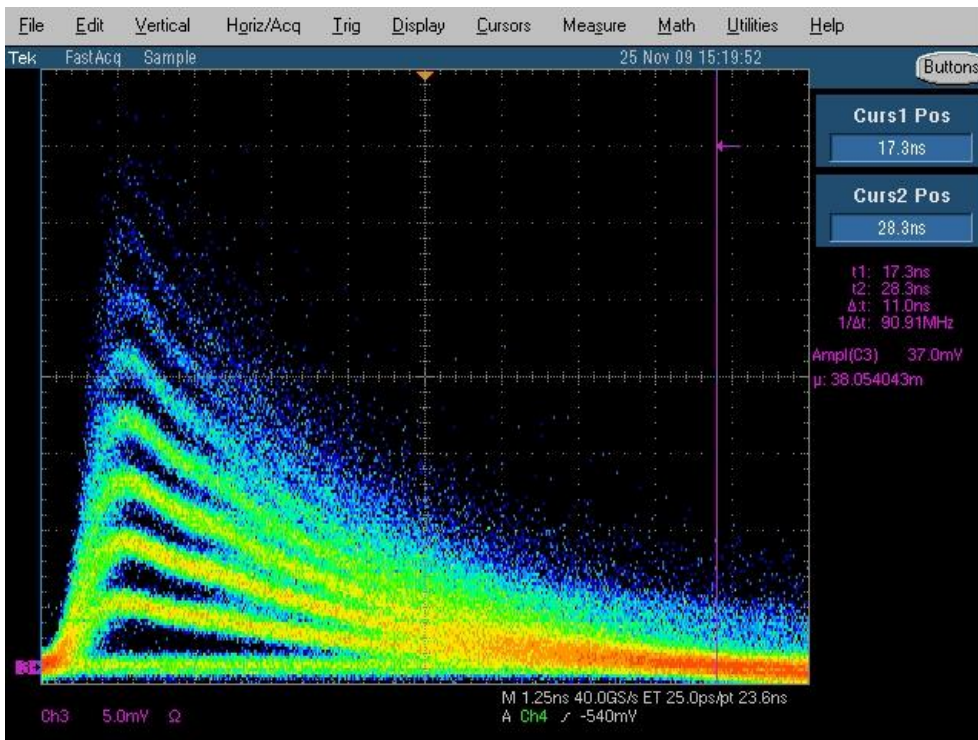 File Edit Vertical Horiz/Acq Trig Display Cursors Measure Math Utilities Help
Tek FastAcq Sample 25 Nov 09 15:19:52
Buttons
Curs1 Pos
17.3ns
Curs2 Pos
28.3ns
t1: 17.3ns
t2: 28.3ns
Δt: 11.0ns
1/Δt: 90.91MHz
Ampl(C3) 37.0mV
μ: 38.054043m
3
M 1.25ns 40.0GS/s ET 25.0ps/pt 23.6ns
Ch3 5.0mV Ω
A Ch4 ∕ -540mV